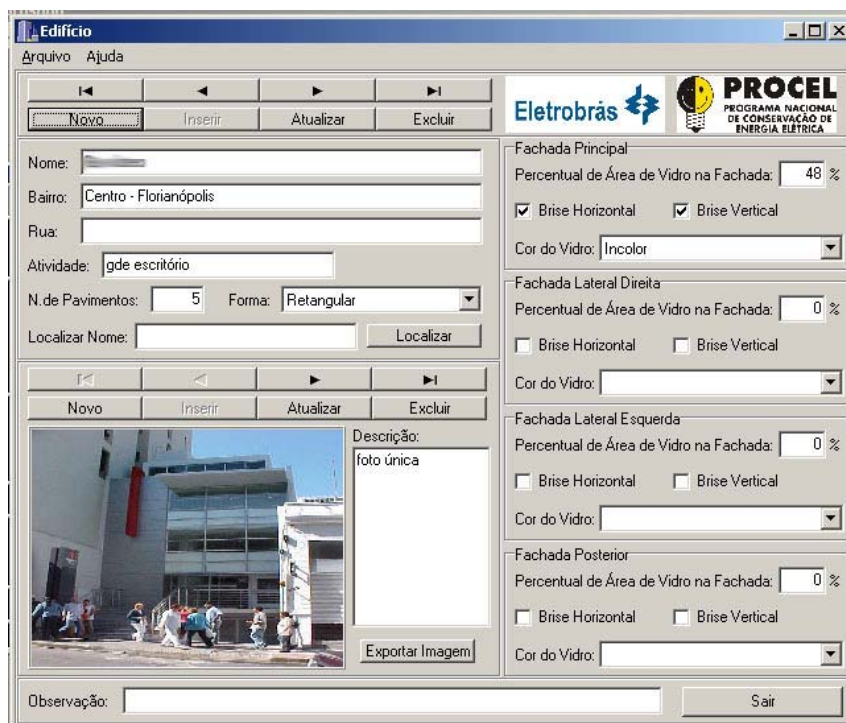 Edifício
Arquivo Ajuda
Novo Inserir Atualizar Excluir
Eletrobrás
PROCEL
PROGRAMA NACIONAL
DE CONSERVAÇÃO DE
ENERGIA ELÉTRICA
Nome:
Bairro: Centro - Florianópolis
Rua:
Atividade: gde escritório
N.de Pavimentos: 5 Forma: Retangular
Localizar Nome: Localizar
Novo Inserir Atualizar Excluir
Descrição:
foto única
Exportar Imagem
Fachada Principal
Percentual de Área de Vidro na Fachada: 48 %
Brise Horizontal Brise Vertical
Cor do Vidro: Incolor
Fachada Lateral Direita
Percentual de Área de Vidro na Fachada: 0 %
Brise Horizontal Brise Vertical
Cor do Vidro:
Fachada Lateral Esquerda
Percentual de Área de Vidro na Fachada: 0 %
Brise Horizontal Brise Vertical
Cor do Vidro:
Fachada Posterior
Percentual de Área de Vidro na Fachada: 0 %
Brise Horizontal Brise Vertical
Cor do Vidro:
Observação: Sair